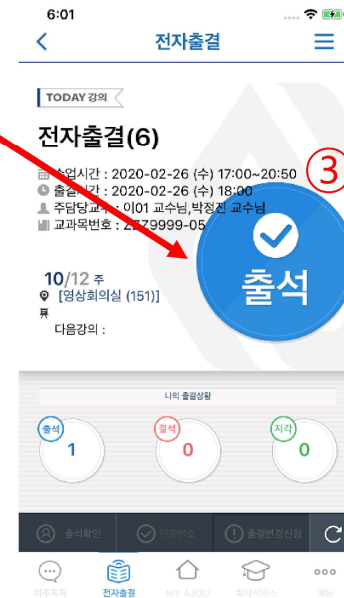 6:01
전자출결
TODAY 강의
전자출결(6)
수업시간 : 2020-02-26 (수) 17:00~20:50
③
출결시간 : 2020-02-26 (수) 18:00
주담당교수 : 이01 교수님,박정진 교수님
교과목번호 : ZZZ9999-05
출석
10/12 주
[영상회의실 (151)]
다음강의 :
나의 출결상황
출석
1
결석
0
지각
0
출석확인
인증번호
출결변경신청
아주톡톡
전자출결
MY AJOU
학사서비스
메뉴